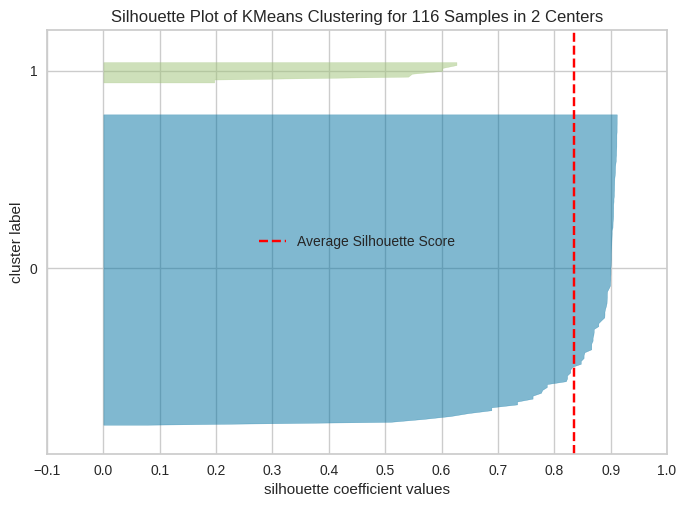 Silhouette Plot of KMeans Clustering for 116 Samples in 2 Centers
cluster label
1
0
Average Silhouette Score
−0.1 0.0 0.1 0.2 0.3 0.4 0.5 0.6 0.7 0.8 0.9 1.0
silhouette coefficient values